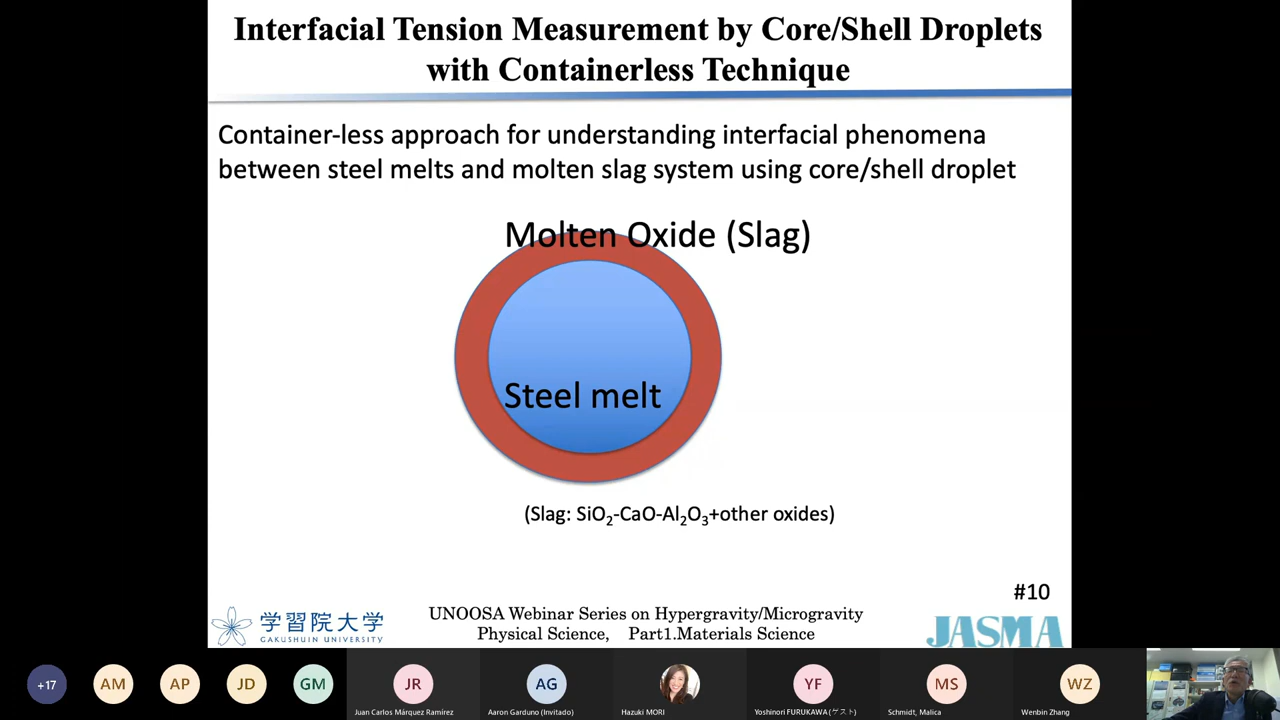 Interfacial Tension Measurement by Core/Shell Droplets
with Containerless Technique
Container-less approach for understanding interfacial phenomena
between steel melts and molten slag system using core/shell droplet
Molten Oxide (Slag)
Steel melt
(Slag: SiO₂-CaO-Al₂O₃+other oxides)
#10
学習院大学
GAKUSHUIN UNIVERSITY
UNOOSA Webinar Series on Hypergravity/Microgravity
Physical Science, Part1.Materials Science
JASMA
+17
AM
AP
JD
GM
JR
Juan Carlos Márquez Ramírez
AG
Aaron Garduno (Invitado)
Hazuki MORI
YF
Yoshinori FURUKAWA (ゲスト)
MS
Schmidt, Malica
WZ
Wenbin Zhang